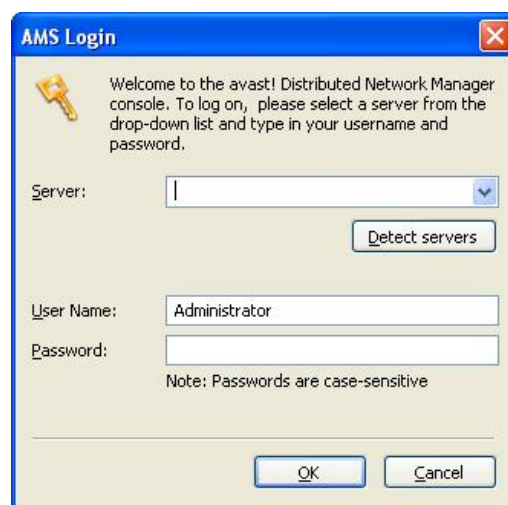 AMS Login
Welcome to the avast! Distributed Network Manager
console. To log on, please select a server from the
drop-down list and type in your username and
password.
Server:
Detect servers
User Name: Administrator
Password:
Note: Passwords are case-sensitive
OK Cancel